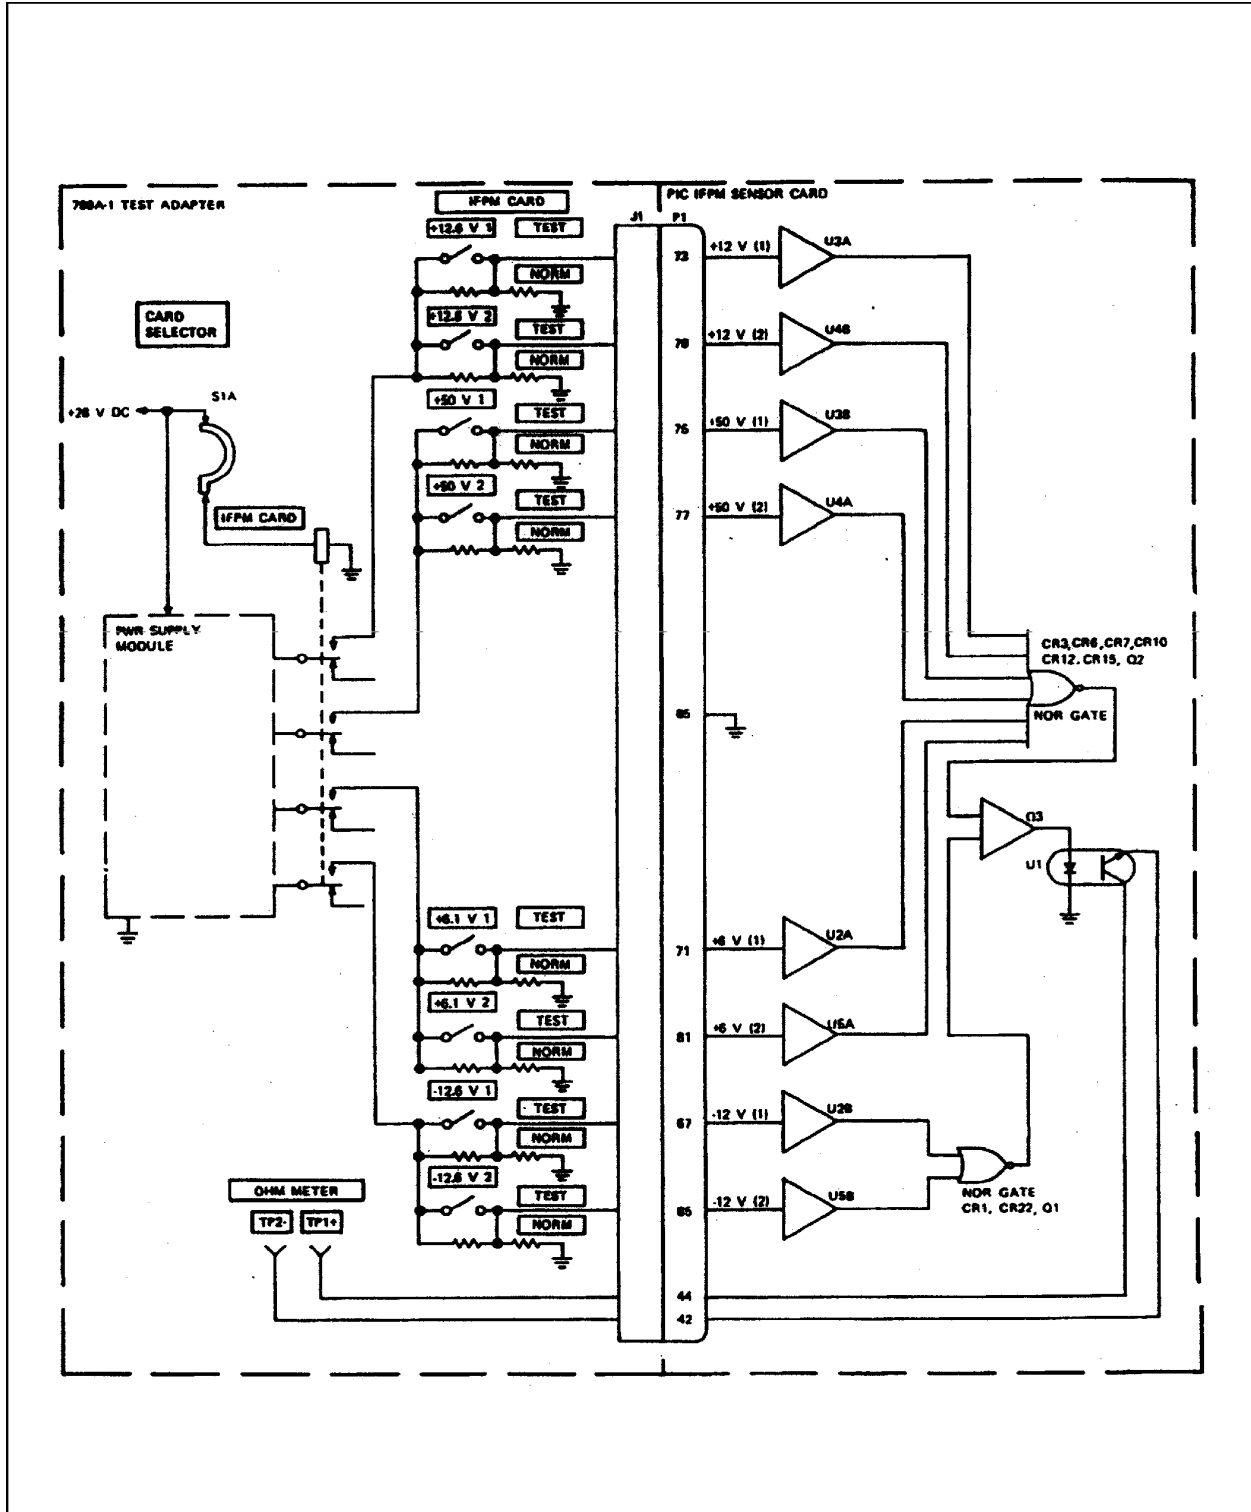 788A-1 TEST ADAPTER
IFPM CARD
PIC IFPM SENSOR CARD
J1 P1
+12.6 V 1 TEST
73 +12 V (1) U3A
NORM
CARD
SELECTOR
+12.6 V 2 TEST
79 +12 V (2) U4B
NORM
S1A
+28 V DC
+50 V 1 TEST
75 +50 V (1) U3B
NORM
+50 V 2 TEST
77 +50 V (2) U4A
IFPM CARD
NORM
PWR SUPPLY
MODULE
CR3, CR6, CR7, CR10
CR12, CR15, Q2
NOR GATE
85
Q3
U1
+6.1 V 1 TEST
71 +6 V (1) U2A
NORM
+6.1 V 2 TEST
81 +6 V (2) U5A
NORM
-12.6 V 1 TEST
67 -12 V (1) U2B
NORM
-12.6 V 2 TEST
65 -12 V (2) U5B
NORM
NOR GATE
CR1, CR22, Q1
OHM METER
TP2- TP1+
44
42